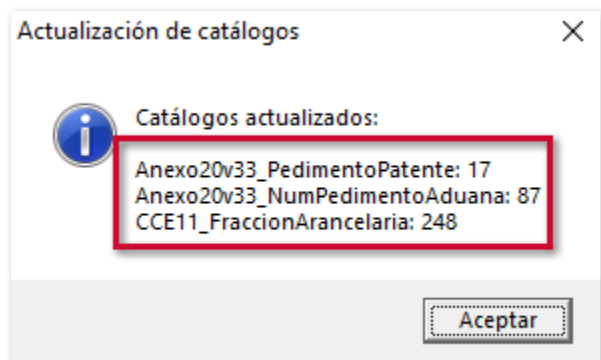 Actualización de catálogos
Catálogos actualizados:
Anexo20v33_PedimentoPatente: 17
Anexo20v33_NumPedimentoAduana: 87
CCE11_FraccionArancelaria: 248
Aceptar